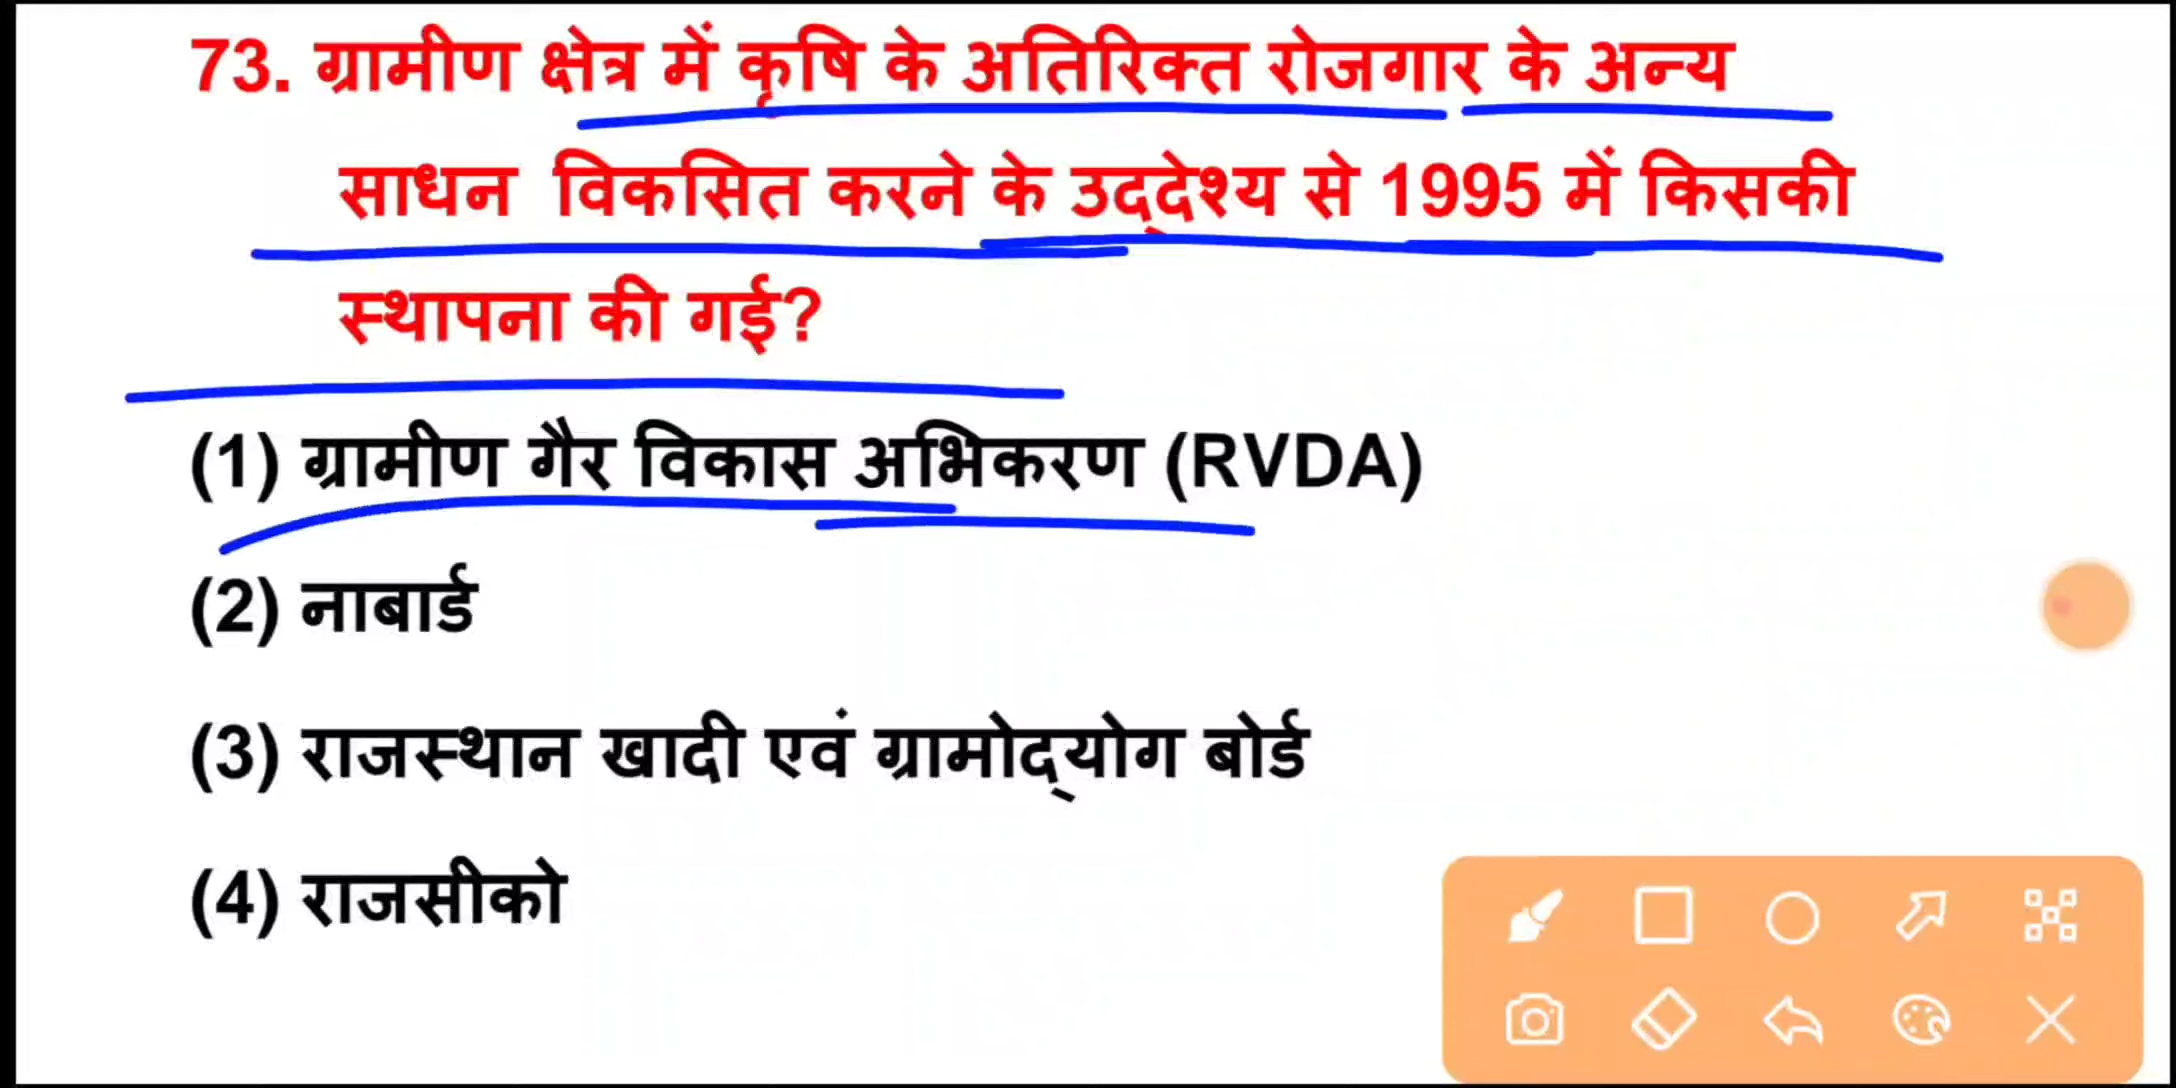 73. ग्रामीण क्षेत्र में कृषि के अतिरिक्त रोजगार के अन्य
साधन विकसित करने के उद्देश्य से 1995 में किसकी
स्थापना की गई?
(1) ग्रामीण गैर विकास अभिकरण (RVDA)
(2) नाबार्ड
(3) राजस्थान खादी एवं ग्रामोद्योग बोर्ड
(4) राजसीको